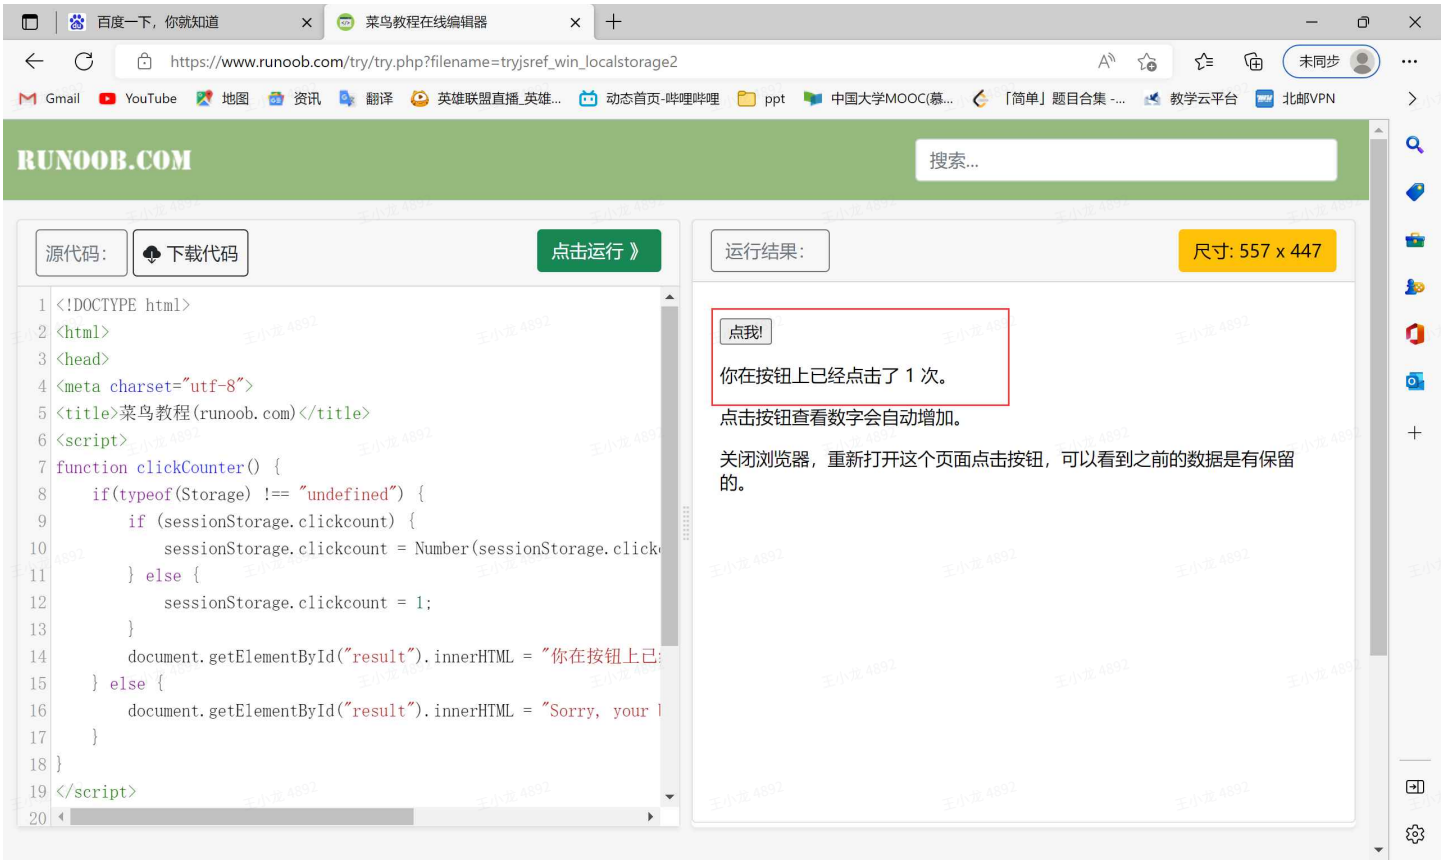 百度一下，你就知道
菜鸟教程在线编辑器
https://www.runoob.com/try/try.php?filename=tryjsref_win_localstorage2
未同步
Gmail
YouTube
地图
资讯
翻译
英雄联盟直播_英雄...
动态首页-哔哩哔哩
ppt
中国大学MOOC(慕...
「简单」题目合集 -...
教学云平台
北邮VPN
RUNOOB.COM
搜索...
源代码:
下载代码
点击运行 》
1 <!DOCTYPE html>
2 <html>
3 <head>
4 <meta charset="utf-8">
5 <title>菜鸟教程(runoob.com)</title>
6 <script>
7 function clickCounter() {
8 if(typeof(Storage) !== "undefined") {
9 if (sessionStorage.clickcount) {
10 sessionStorage.clickcount = Number(sessionStorage.click
11 } else {
12 sessionStorage.clickcount = 1;
13 }
14 document.getElementById("result").innerHTML = "你在按钮上已
15 } else {
16 document.getElementById("result").innerHTML = "Sorry, your
17 }
18 }
19 </script>
20
运行结果:
尺寸: 557 x 447
点我!
你在按钮上已经点击了 1 次。
点击按钮查看数字会自动增加。
关闭浏览器，重新打开这个页面点击按钮，可以看到之前的数据是有保留
的。
王小龙 4892